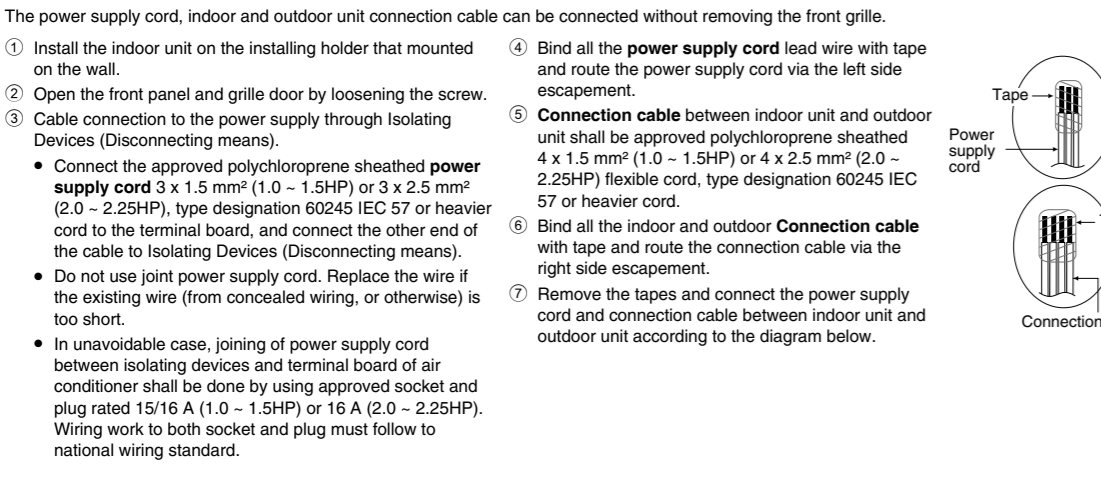 The power supply cord, indoor and outdoor unit connection cable can be connected without removing the front grille.
① Install the indoor unit on the installing holder that mounted
on the wall.
② Open the front panel and grille door by loosening the screw.
③ Cable connection to the power supply through Isolating
Devices (Disconnecting means).
● Connect the approved polychloroprene sheathed power
supply cord 3 x 1.5 mm² (1.0 ~ 1.5HP) or 3 x 2.5 mm²
(2.0 ~ 2.25HP), type designation 60245 IEC 57 or heavier
cord to the terminal board, and connect the other end of
the cable to Isolating Devices (Disconnecting means).
● Do not use joint power supply cord. Replace the wire if
the existing wire (from concealed wiring, or otherwise) is
too short.
● In unavoidable case, joining of power supply cord
between isolating devices and terminal board of air
conditioner shall be done by using approved socket and
plug rated 15/16 A (1.0 ~ 1.5HP) or 16 A (2.0 ~ 2.25HP).
Wiring work to both socket and plug must follow to
national wiring standard.
④ Bind all the power supply cord lead wire with tape
and route the power supply cord via the left side
escapement.
⑤ Connection cable between indoor unit and outdoor
unit shall be approved polychloroprene sheathed
4 x 1.5 mm² (1.0 ~ 1.5HP) or 4 x 2.5 mm² (2.0 ~
2.25HP) flexible cord, type designation 60245 IEC
57 or heavier cord.
⑥ Bind all the indoor and outdoor Connection cable
with tape and route the connection cable via the
right side escapement.
⑦ Remove the tapes and connect the power supply
cord and connection cable between indoor unit and
outdoor unit according to the diagram below.
Tape
Power
supply
cord
Connection